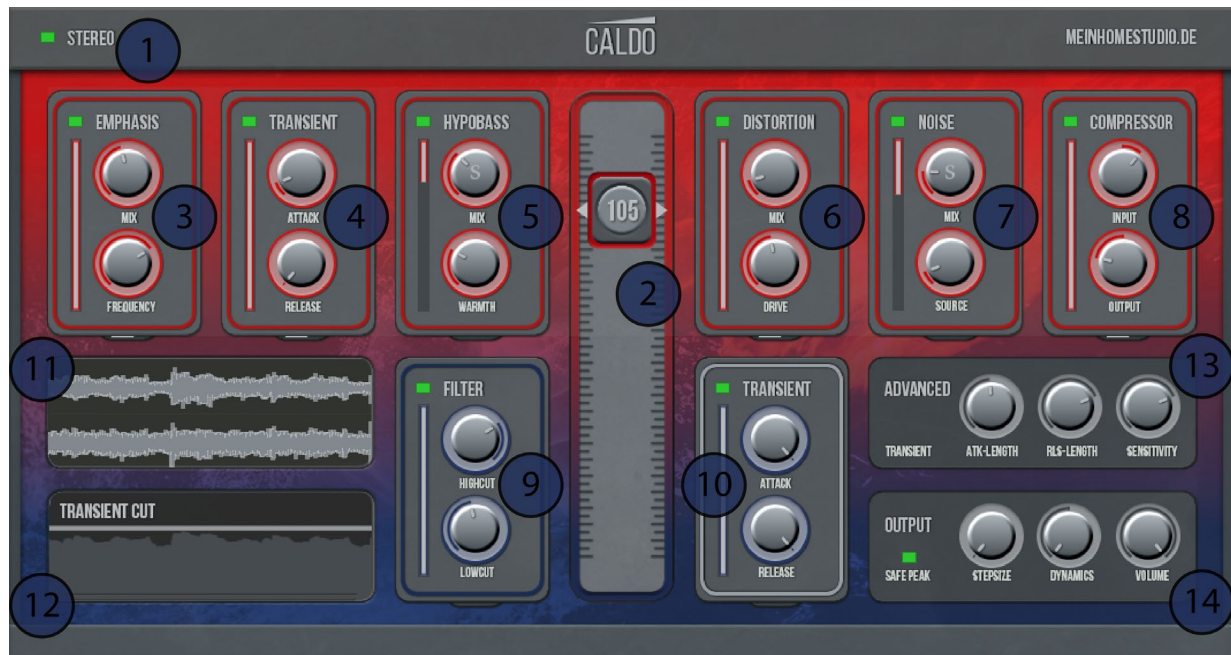 STEREO
1
CALDO
MEINHOMESTUDIO.DE
EMPHASIS
MIX
3
FREQUENCY
TRANSIENT
ATTACK
4
RELEASE
HYPOBASS
S
MIX
5
WARMTH
105
2
DISTORTION
MIX
6
DRIVE
NOISE
S
MIX
7
SOURCE
COMPRESSOR
INPUT
8
OUTPUT
11
FILTER
HIGHCUT
9
LOWCUT
TRANSIENT
ATTACK
10
RELEASE
13
ADVANCED
TRANSIENT ATK-LENGTH RLS-LENGTH SENSITIVITY
TRANSIENT CUT
12
OUTPUT
SAFE PEAK STEPSIZE DYNAMICS VOLUME
14